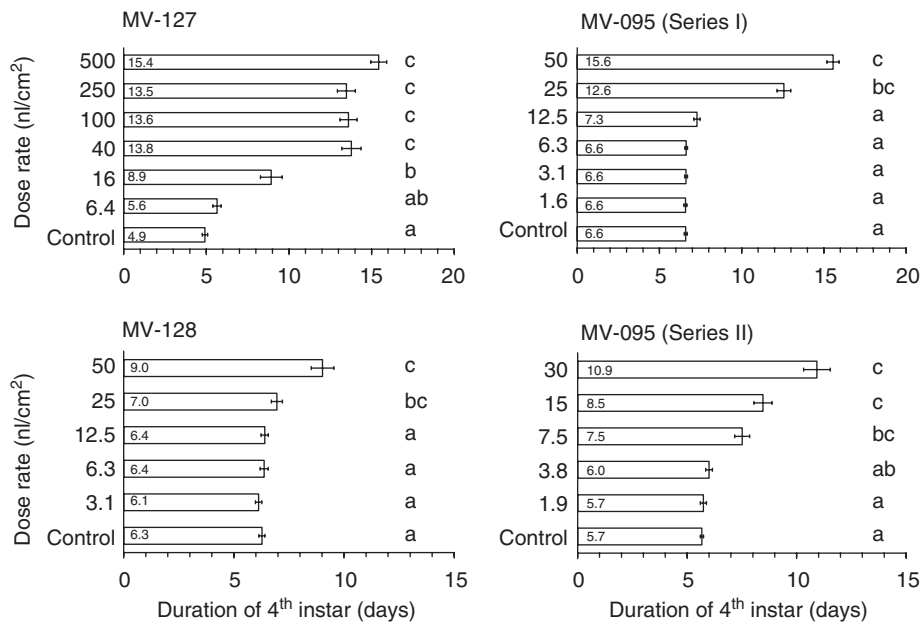 MV-127
Dose rate (nl/cm²)
500 15.4 c
250 13.5 c
100 13.6 c
40 13.8 c
16 8.9 b
6.4 5.6 ab
Control 4.9 a
0 5 10 15 20
MV-095 (Series I)
50 15.6 c
25 12.6 bc
12.5 7.3 a
6.3 6.6 a
3.1 6.6 a
1.6 6.6 a
Control 6.6 a
0 5 10 15 20
MV-128
Dose rate (nl/cm²)
50 9.0 c
25 7.0 bc
12.5 6.4 a
6.3 6.4 a
3.1 6.1 a
Control 6.3 a
0 5 10 15
Duration of 4th instar (days)
MV-095 (Series II)
30 10.9 c
15 8.5 c
7.5 7.5 bc
3.8 6.0 ab
1.9 5.7 a
Control 5.7 a
0 5 10 15
Duration of 4th instar (days)